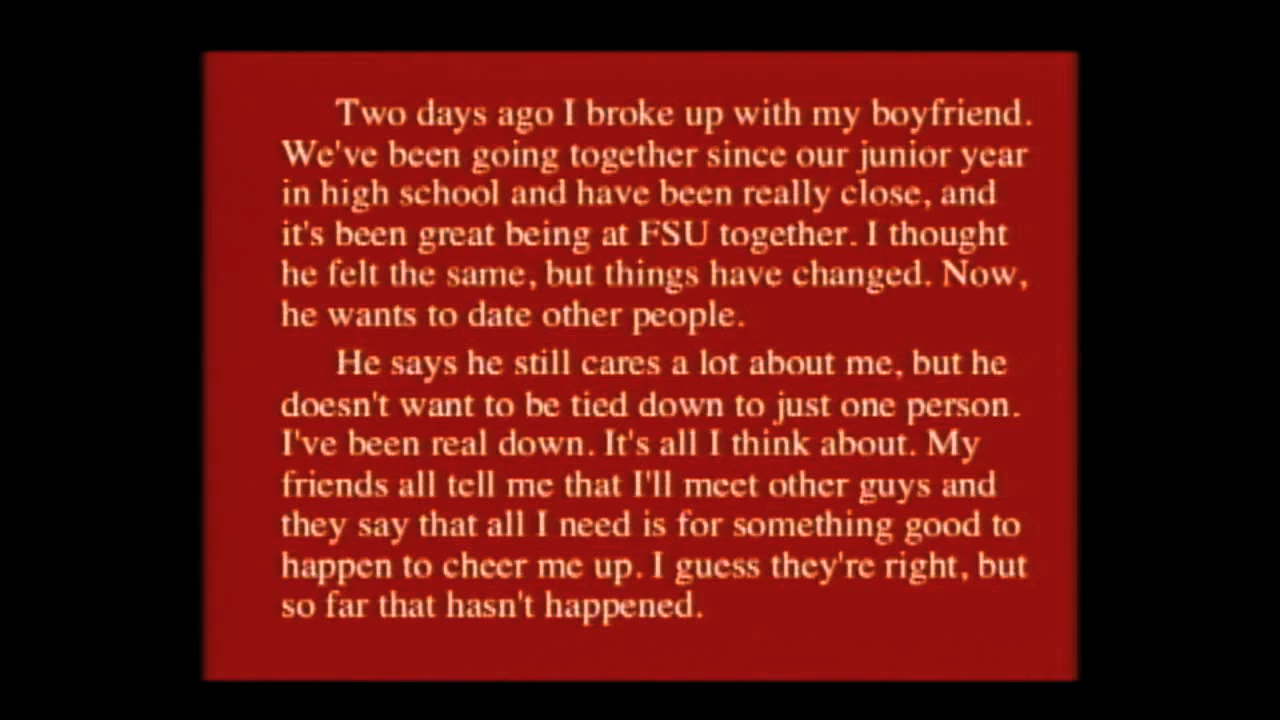 Two days ago I broke up with my boyfriend.
We've been going together since our junior year
in high school and have been really close, and
it's been great being at FSU together. I thought
he felt the same, but things have changed. Now,
he wants to date other people.
He says he still cares a lot about me, but he
doesn't want to be tied down to just one person.
I've been real down. It's all I think about. My
friends all tell me that I'll meet other guys and
they say that all I need is for something good to
happen to cheer me up. I guess they're right, but
so far that hasn't happened.